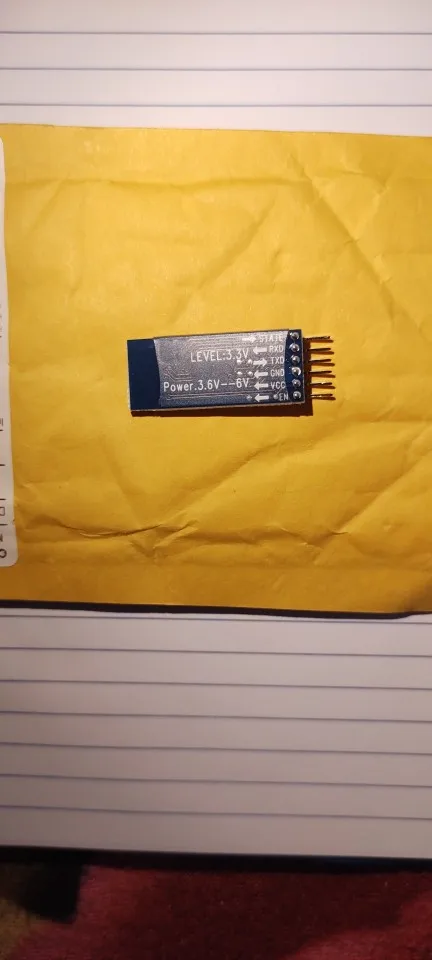 STATE
LEVEL:3.3V
RXD
TXD
GND
Power.3.6V--6V
VCC
EN